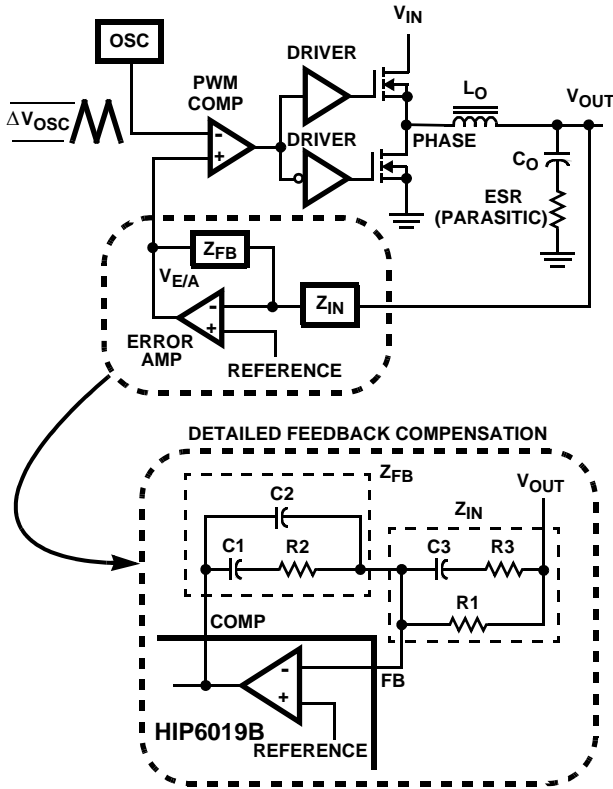 OSC
V_IN
DRIVER
PWM
COMP
L_O
V_OUT
ΔV_OSC
-
+
DRIVER
PHASE
C_O
ESR
(PARASITIC)
Z_FB
V_E/A
Z_IN
-
+
ERROR
AMP
REFERENCE
DETAILED FEEDBACK COMPENSATION
Z_FB
V_OUT
C2
Z_IN
C1
R2
C3
R3
R1
COMP
-
+
FB
HIP6019B
REFERENCE